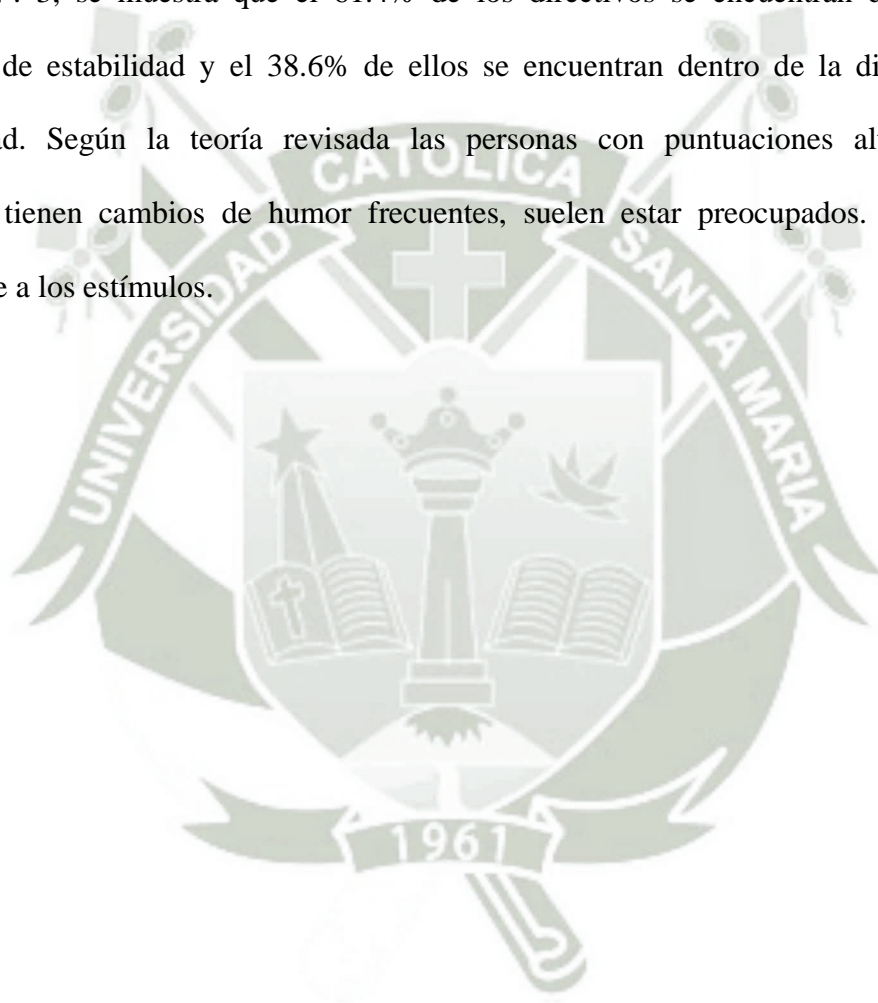 3, se muestra que el 61.4% de los directivos se encuentran
de estabilidad y el 38.6% de ellos se encuentran dentro de la di
ad. Según la teoría revisada las personas con puntuaciones al
tienen cambios de humor frecuentes, suelen estar preocupados.
e a los estímulos.
UNIVERSIDAD CATOLICA SANTA MARIA
1961